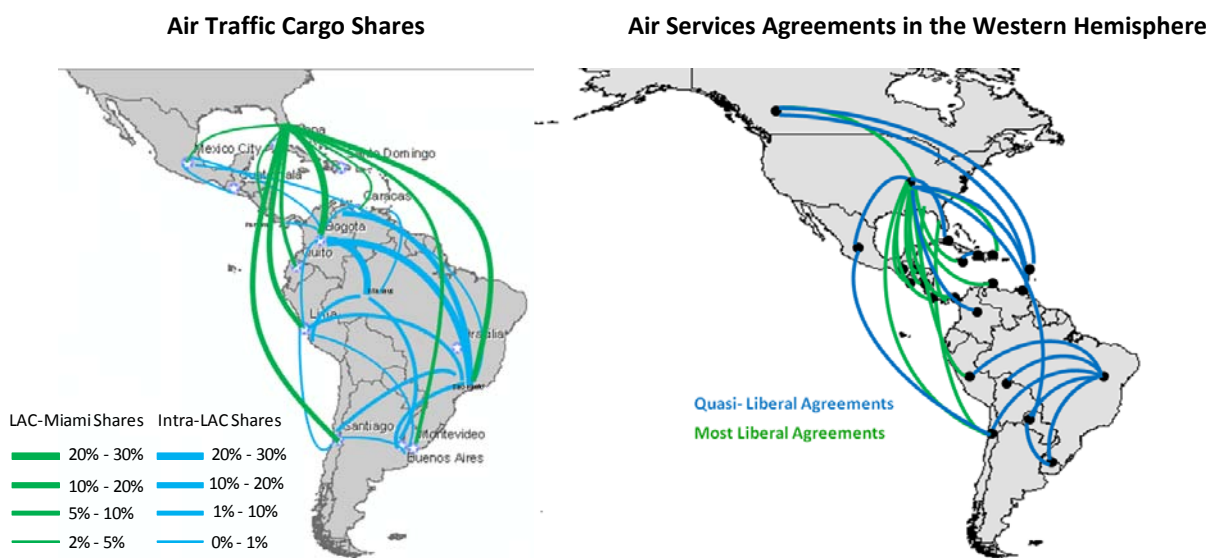 Air Traffic Cargo Shares
Air Services Agreements in the Western Hemisphere
Mexico City
Santo Domingo
Guatemala
Caracas
Bogota
Quito
Lima
Santiago
Montevideo
Buenos Aires
LAC-Miami Shares Intra-LAC Shares
20% - 30% 20% - 30%
10% - 20% 10% - 20%
5% - 10% 1% - 10%
2% - 5% 0% - 1%
Quasi- Liberal Agreements
Most Liberal Agreements